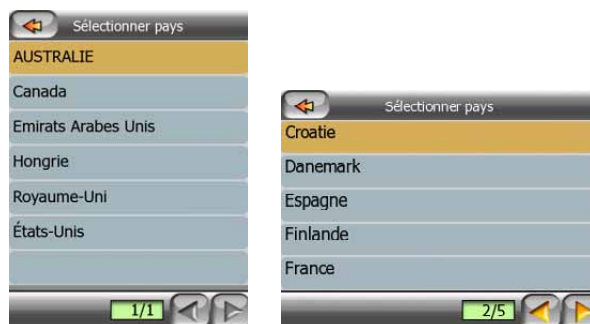 Sélectionner pays
AUSTRALIE
Canada
Emirats Arabes Unis
Hongrie
Royaume-Uni
États-Unis
1/1
Sélectionner pays
Croatie
Danemark
Espagne
Finlande
France
2/5